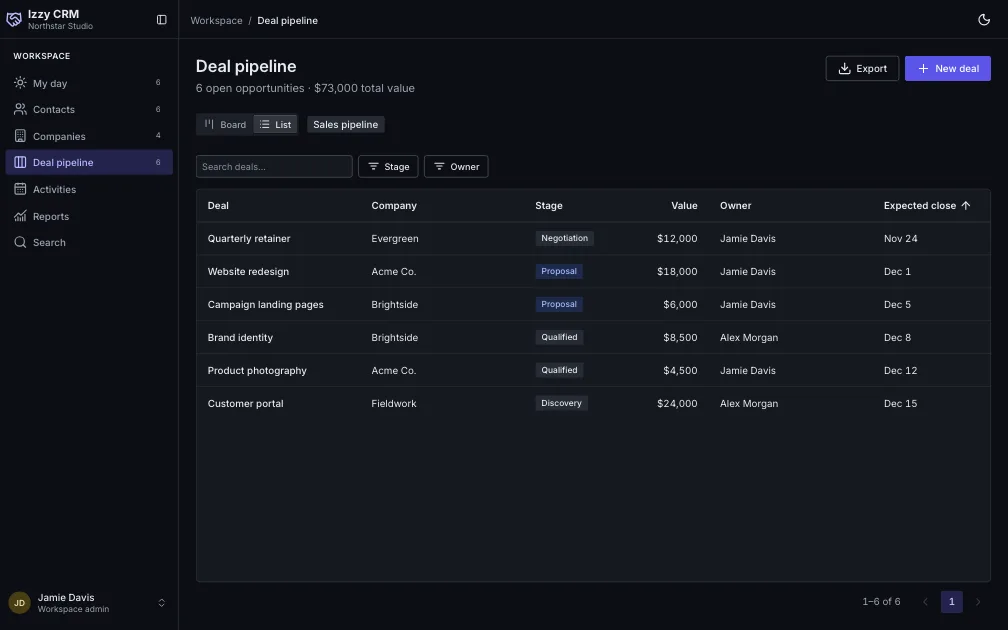 Izzy CRM
Northstar Studio
Workspace / Deal pipeline
WORKSPACE
My day 6
Contacts 6
Companies 4
Deal pipeline 6
Activities
Reports
Search
Deal pipeline
6 open opportunities · $73,000 total value
Export
New deal
Board List Sales pipeline
Search deals... Stage Owner
Deal Company Stage Value Owner Expected close
Quarterly retainer Evergreen Negotiation $12,000 Jamie Davis Nov 24
Website redesign Acme Co. Proposal $18,000 Jamie Davis Dec 1
Campaign landing pages Brightside Proposal $6,000 Jamie Davis Dec 5
Brand identity Brightside Qualified $8,500 Alex Morgan Dec 8
Product photography Acme Co. Qualified $4,500 Jamie Davis Dec 12
Customer portal Fieldwork Discovery $24,000 Alex Morgan Dec 15
1–6 of 6 1
JD
Jamie Davis
Workspace admin